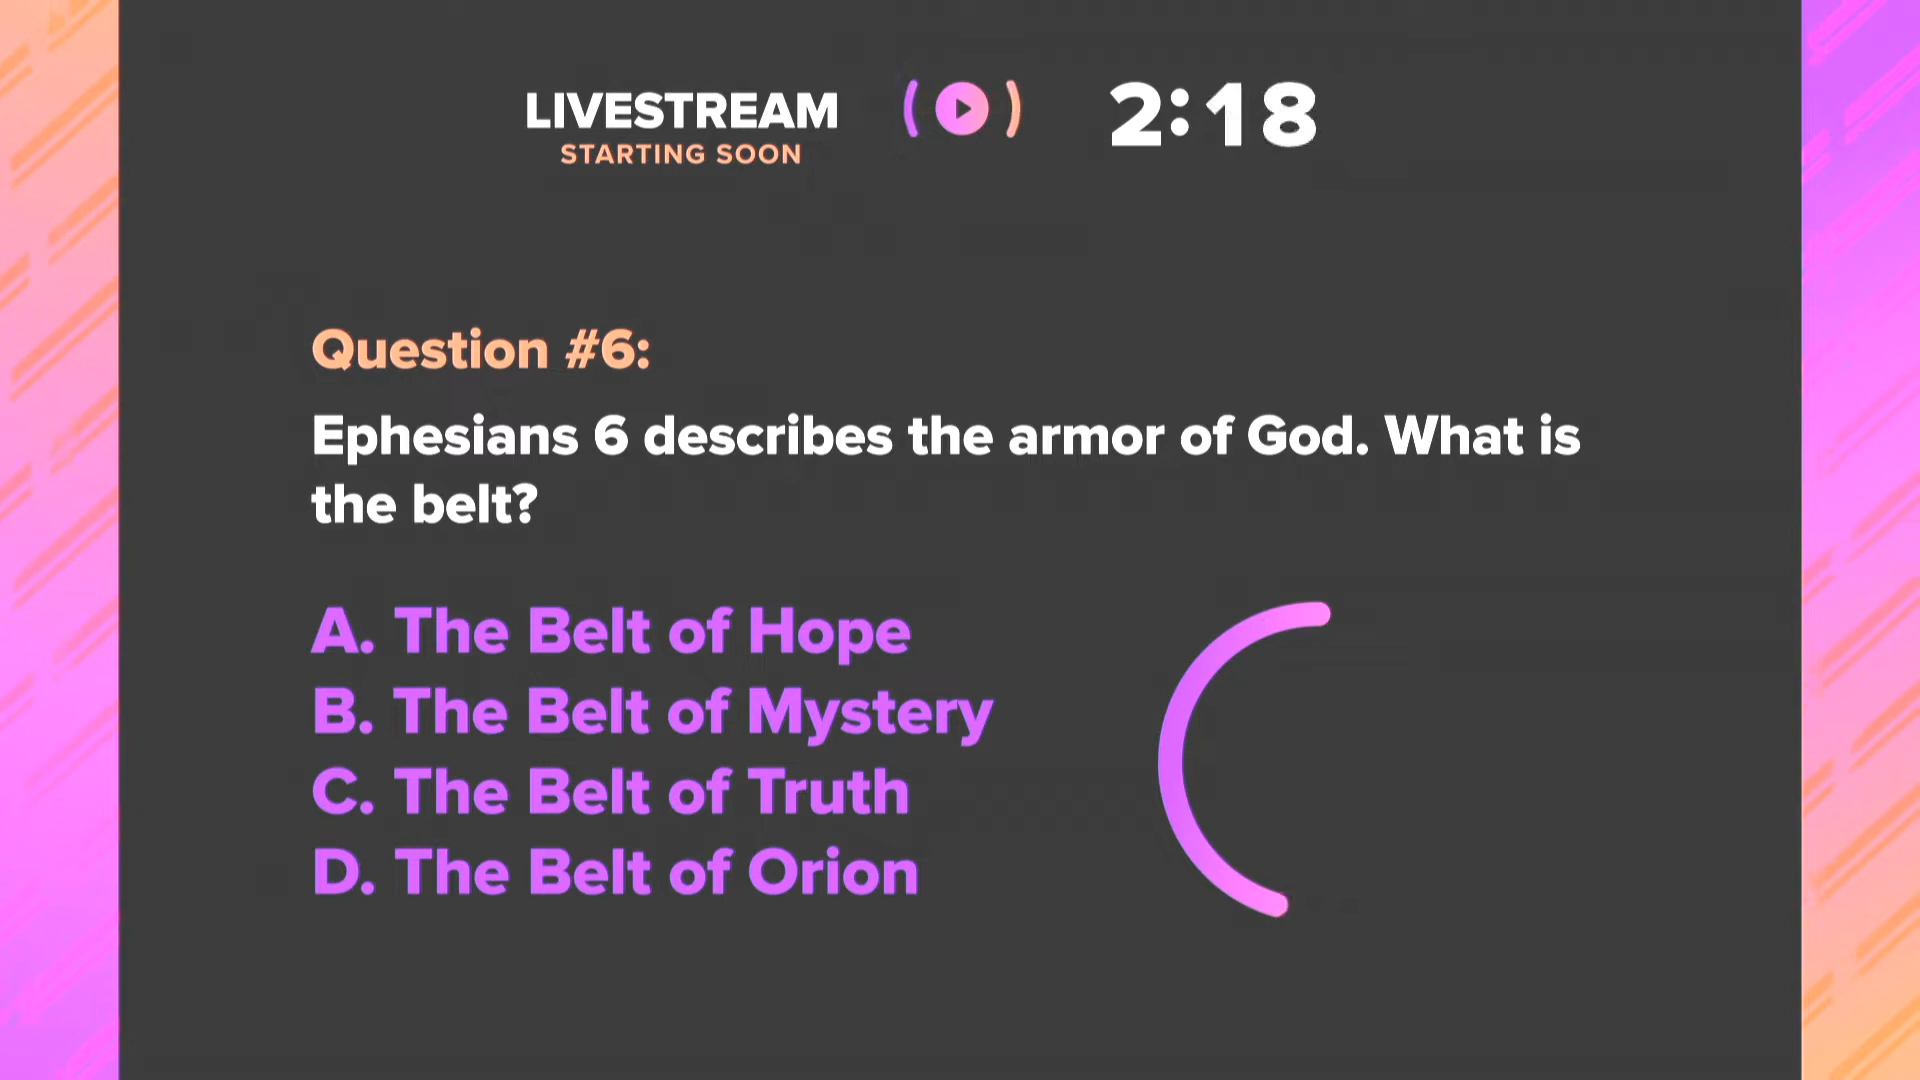 LIVESTREAM
STARTING SOON
2:18
Question #6:
Ephesians 6 describes the armor of God. What is
the belt?
A. The Belt of Hope
B. The Belt of Mystery
C. The Belt of Truth
D. The Belt of Orion